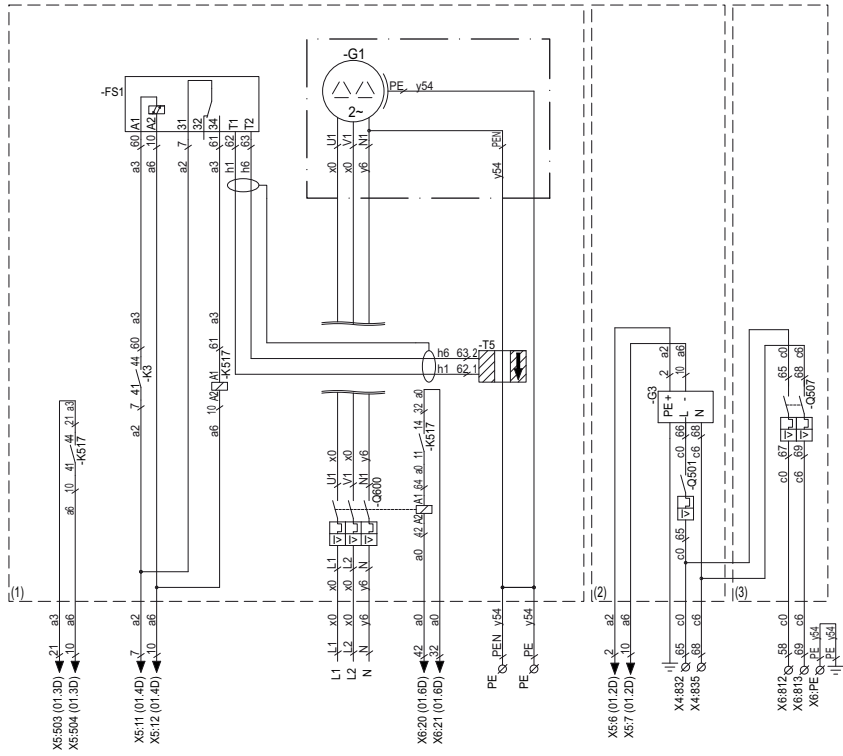 -G1
PE y54
2~
-FS1
A1 A2 31 32 34 T1 T2
60 10 7 61 62 63
a3 a6 a2 a3 h1 h6
U1 V1 N1 PEN
x0 x0 y6 y54
a3 a3
60 61
44 A1
-K3 -K517
41 A2
7 10
a2 a6
h6 63 2
h1 62 1
-T5
21 a3
44
-K517
41
10
a6
x0 x0 y6
U1 V1 N1
-Q600
I> I> I>
L1 L2 N
x0 x0 y6
a0
32
14
-K517
11
a0
64
A1
A2
42
a0
a2 a6
2 10
-G3
PE + L - N
66 68
c0 c6
-Q501
I>
65
c0
c0 c6
65 68
-Q507
I> I>
67 69
c0 c6
(1) (2) (3)
a3 a6 a2 a6 x0 x0 y6 a0 a0 y54 y54 a2 a6 c0 c6 c0 c6 y54 y54
21 10 7 10 L1 L2 N 42 32 PEN PE 2 10 65 68 58 69 PE PE
X5:503 (01.3D)
X5:504 (01.3D)
X5:11 (01.4D)
X5:12 (01.4D)
L1
L2
N
X6:20 (01.6D)
X6:21 (01.6D)
PE
PE
X5:6 (01.2D)
X5:7 (01.2D)
X4:832
X4:835
X6:812
X6:813
X6:PE